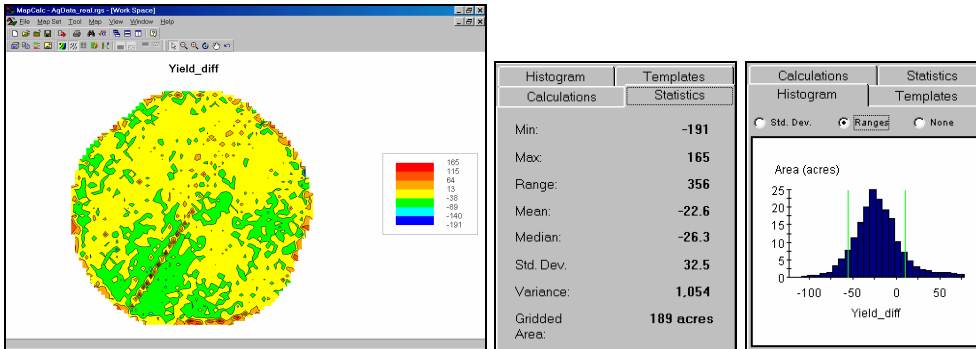 MapCalc - AgData_real.rgs - [Work Space]
File Map Set Tool Map View Window Help
Yield_diff
165
115
64
13
-38
-89
-140
-191
Histogram Templates
Calculations Statistics
Min: -191
Max: 165
Range: 356
Mean: -22.6
Median: -26.3
Std. Dev. 32.5
Variance: 1,054
Gridded 189 acres
Area:
Calculations Statistics
Histogram Templates
Std. Dev. Ranges None
Area (acres)
25
20
15
10
5
0
-100 -50 0 50
Yield_diff